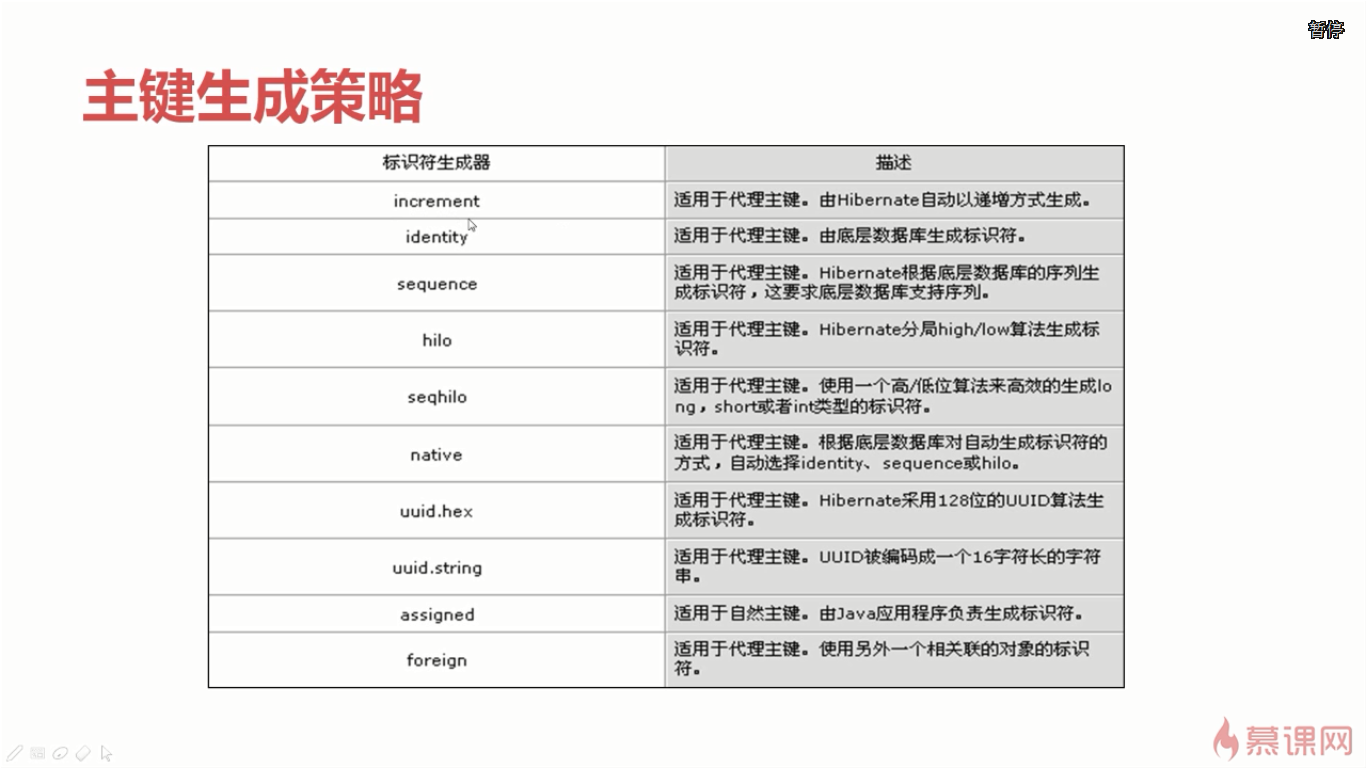 暂停
主键生成策略
标识符生成器 描述
increment 适用于代理主键。由Hibernate自动以递增方式生成。
identity 适用于代理主键。由底层数据库生成标识符。
sequence 适用于代理主键。Hibernate根据底层数据库的序列生
成标识符，这要求底层数据库支持序列。
hilo 适用于代理主键。Hibernate分局high/low算法生成标
识符。
seqhilo 适用于代理主键。使用一个高/低位算法来高效的生成lo
ng，short或者int类型的标识符。
native 适用于代理主键。根据底层数据库对自动生成标识符的
方式，自动选择identity、sequence或hilo。
uuid.hex 适用于代理主键。Hibernate采用128位的UUID算法生
成标识符。
uuid.string 适用于代理主键。UUID被编码成一个16字符长的字符
串。
assigned 适用于自然主键。由Java应用程序负责生成标识符。
foreign 适用于代理主键。使用另外一个相关联的对象的标识
符。
慕课网